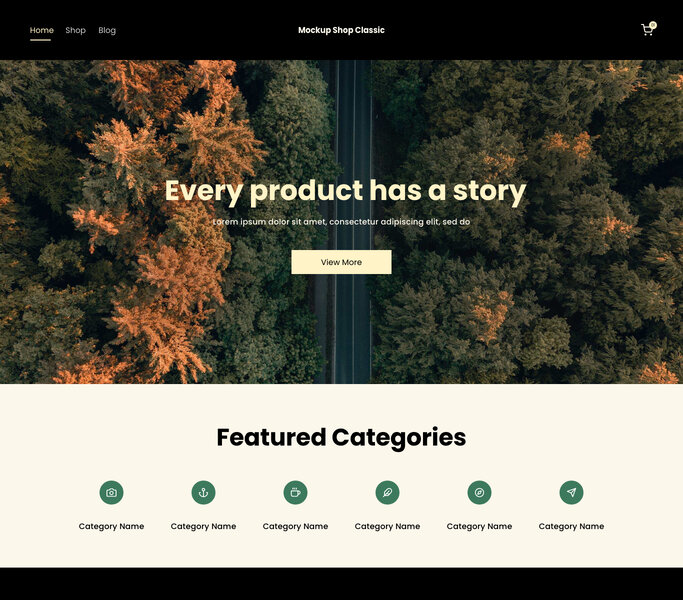 Home Shop Blog Mockup Shop Classic
Every product has a story
Lorem ipsum dolor sit amet, consectetur adipiscing elit, sed do
View More
Featured Categories
Category Name Category Name Category Name Category Name Category Name Category Name